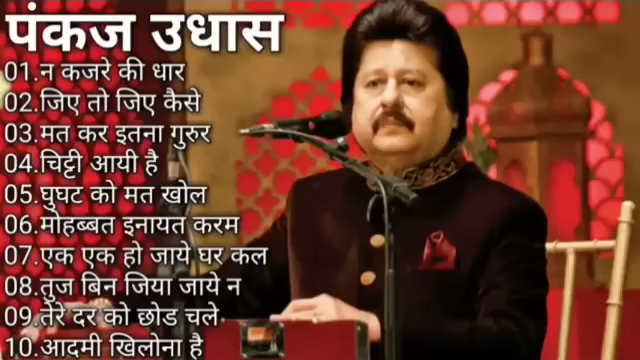 पंकज उधास
01.न कजरे की धार
02.जिए तो जिए कैसे
03.मत कर इतना गुरुर
04.चिट्टी आयी है
05.घुघट को मत खोल
06.मोहब्बत इनायत करम
07.एक एक हो जाये घर कल
08.तुज बिन जिया जाये न
09.तेरे दर को छोड चले
10.आदमी खिलोना है